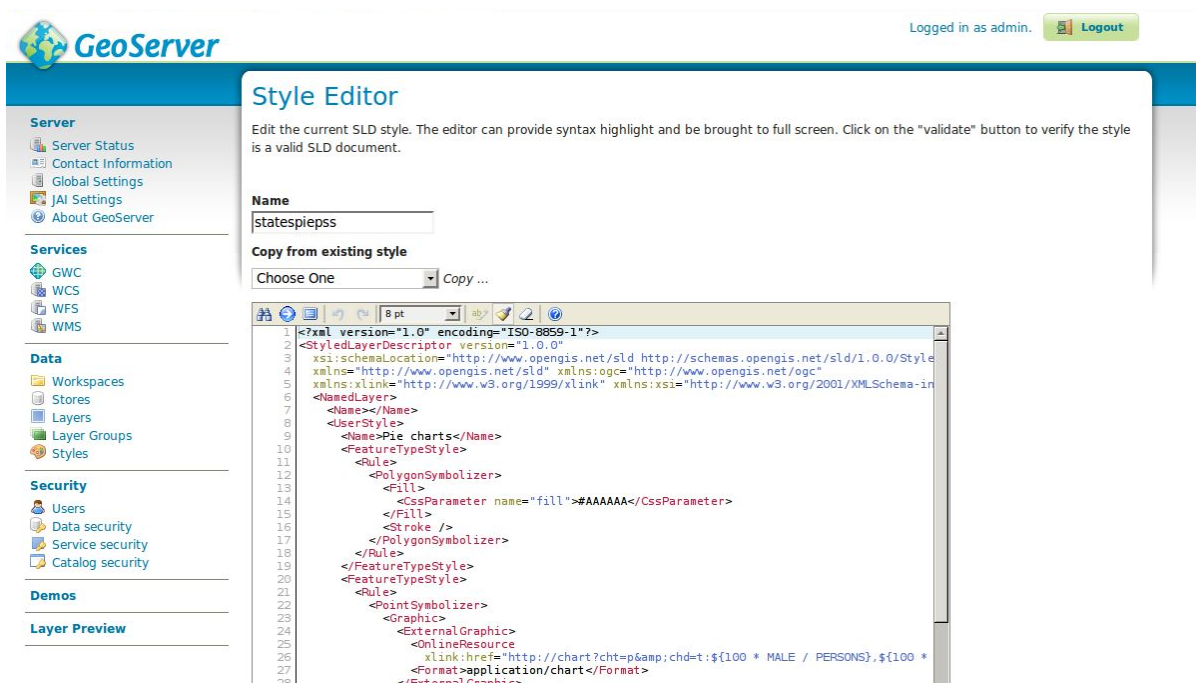 GeoServer
Logged in as admin.
Logout
Server
Server Status
Contact Information
Global Settings
JAI Settings
About GeoServer
Services
GWC
WCS
WFS
WMS
Data
Workspaces
Stores
Layers
Layer Groups
Styles
Security
Users
Data security
Service security
Catalog security
Demos
Layer Preview
Style Editor
Edit the current SLD style. The editor can provide syntax highlight and be brought to full screen. Click on the "validate" button to verify the style
is a valid SLD document.
Name
statespiepss
Copy from existing style
Choose One Copy ...
8 pt
1 <?xml version="1.0" encoding="ISO-8859-1"?>
2 <StyledLayerDescriptor version="1.0.0"
3 xsi:schemaLocation="http://www.opengis.net/sld http://schemas.opengis.net/sld/1.0.0/Style
4 xmlns="http://www.opengis.net/sld" xmlns:ogc="http://www.opengis.net/ogc"
5 xmlns:xlink="http://www.w3.org/1999/xlink" xmlns:xsi="http://www.w3.org/2001/XMLSchema-in
6 <NamedLayer>
7 <Name></Name>
8 <UserStyle>
9 <Name>Pie charts</Name>
10 <FeatureTypeStyle>
11 <Rule>
12 <PolygonSymbolizer>
13 <Fill>
14 <CssParameter name="fill">#AAAAAA</CssParameter>
15 </Fill>
16 <Stroke />
17 </PolygonSymbolizer>
18 </Rule>
19 </FeatureTypeStyle>
20 <FeatureTypeStyle>
21 <Rule>
22 <PointSymbolizer>
23 <Graphic>
24 <ExternalGraphic>
25 <OnlineResource
26 xlink:href="http://chart?cht=p&amp;chd=t:${100 * MALE / PERSONS},${100 *
27 <Format>application/chart</Format>
28 </ExternalGraphic>